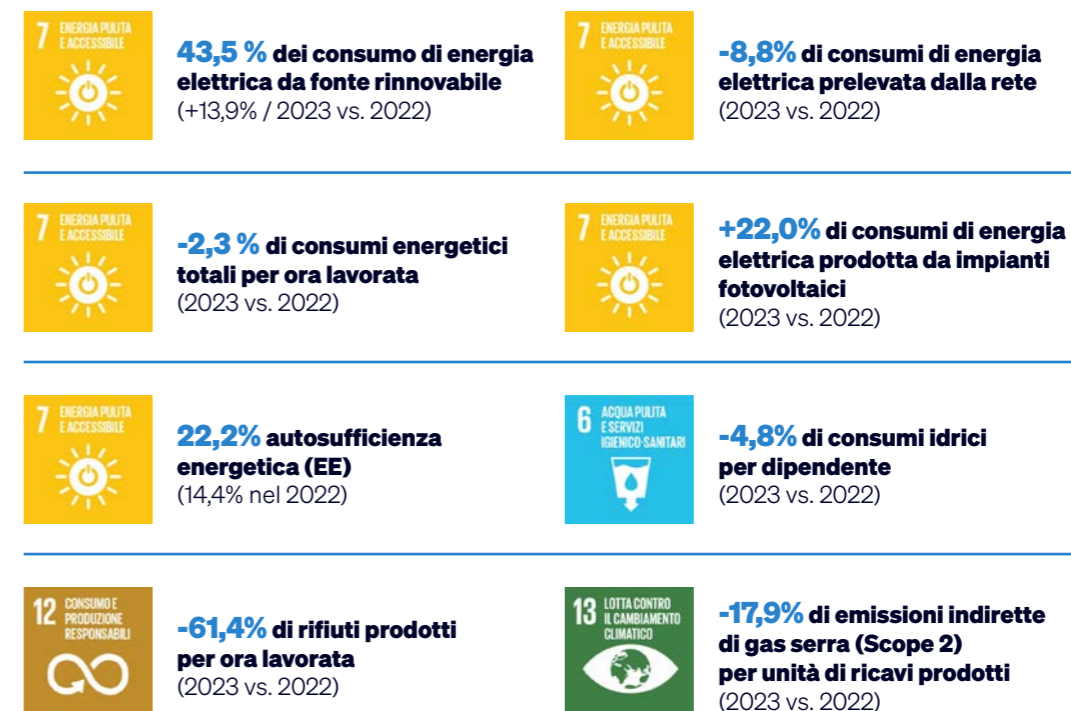 7 ENERGIA PULITA
E ACCESSIBILE
43,5 % dei consumo di energia
elettrica da fonte rinnovabile
(+13,9% / 2023 vs. 2022)
7 ENERGIA PULITA
E ACCESSIBILE
-8,8% di consumi di energia
elettrica prelevata dalla rete
(2023 vs. 2022)
7 ENERGIA PULITA
E ACCESSIBILE
-2,3 % di consumi energetici
totali per ora lavorata
(2023 vs. 2022)
7 ENERGIA PULITA
E ACCESSIBILE
+22,0% di consumi di energia
elettrica prodotta da impianti
fotovoltaici
(2023 vs. 2022)
7 ENERGIA PULITA
E ACCESSIBILE
22,2% autosufficienza
energetica (EE)
(14,4% nel 2022)
6 ACQUA PULITA
E SERVIZI
IGIENICO-SANITARI
-4,8% di consumi idrici
per dipendente
(2023 vs. 2022)
12 CONSUMO E
PRODUZIONE
RESPONSABILI
-61,4% di rifiuti prodotti
per ora lavorata
(2023 vs. 2022)
13 LOTTA CONTRO
IL CAMBIAMENTO
CLIMATICO
-17,9% di emissioni indirette
di gas serra (Scope 2)
per unità di ricavi prodotti
(2023 vs. 2022)